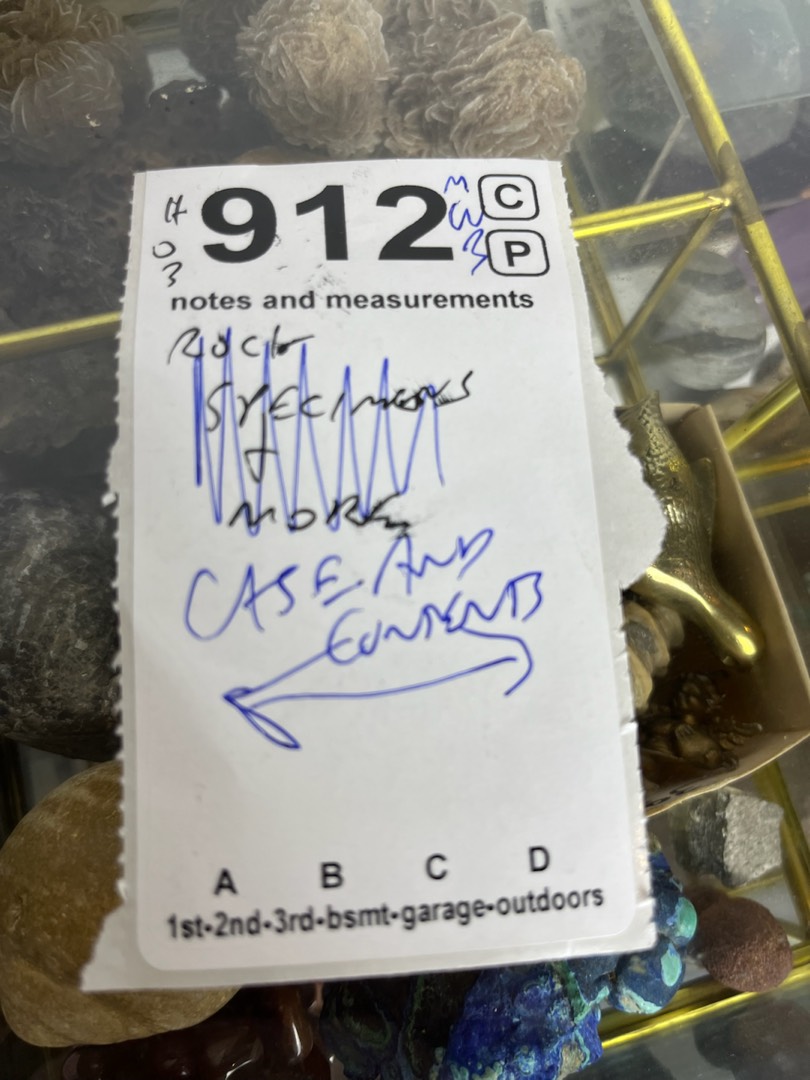 912
C
P
notes and measurements
ROCK
SPECIMENS
+
MORE
CASE AND
CONTENTS
A B C D
1st-2nd-3rd-bsmt-garage-outdoors